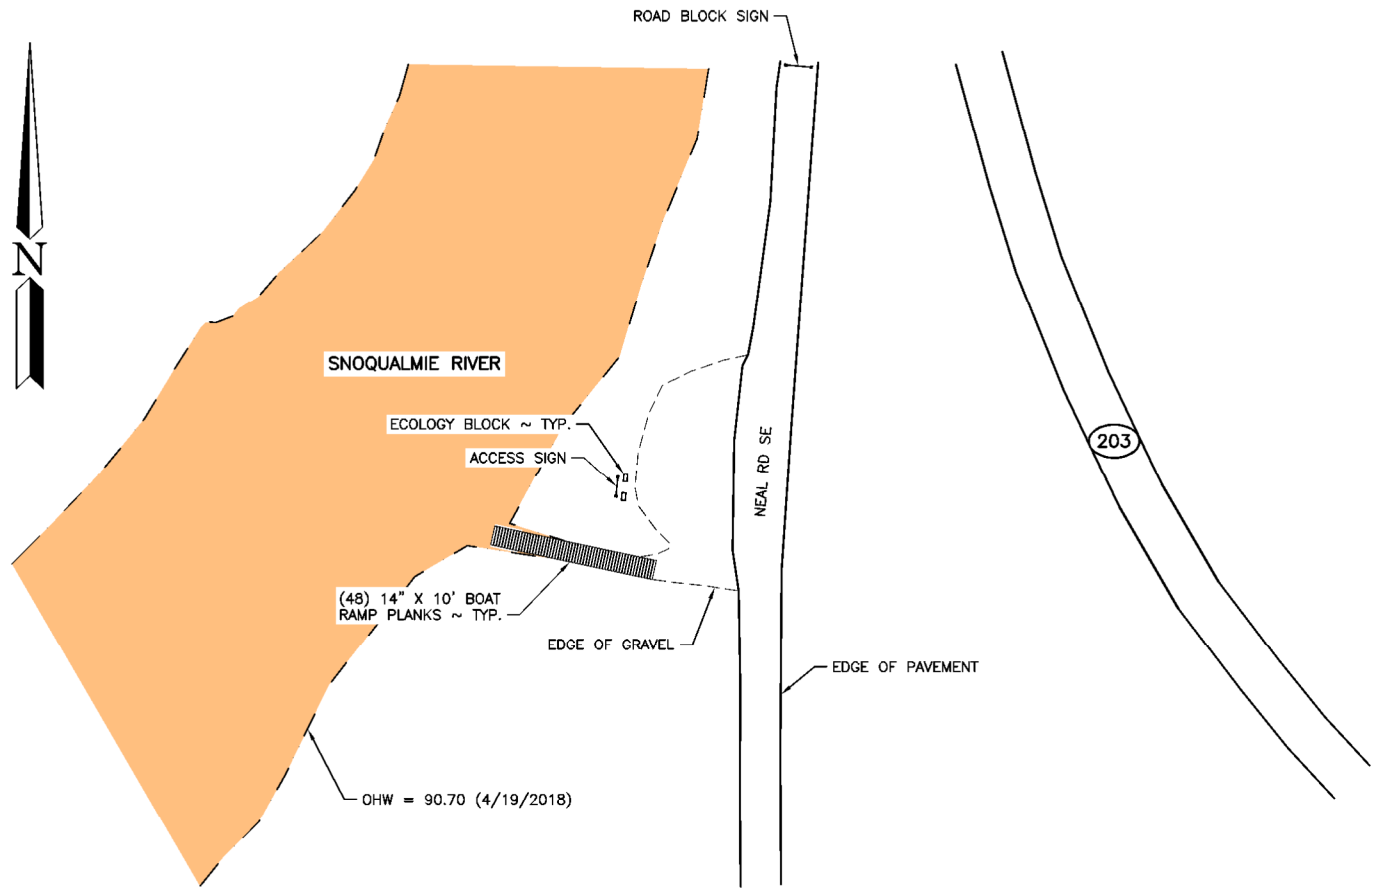 ROAD BLOCK SIGN
N
SNOQUALMIE RIVER
ECOLOGY BLOCK ~ TYP.
ACCESS SIGN
NEAL RD SE
203
(48) 14" X 10' BOAT
RAMP PLANKS ~ TYP.
EDGE OF GRAVEL
EDGE OF PAVEMENT
OHW = 90.70 (4/19/2018)